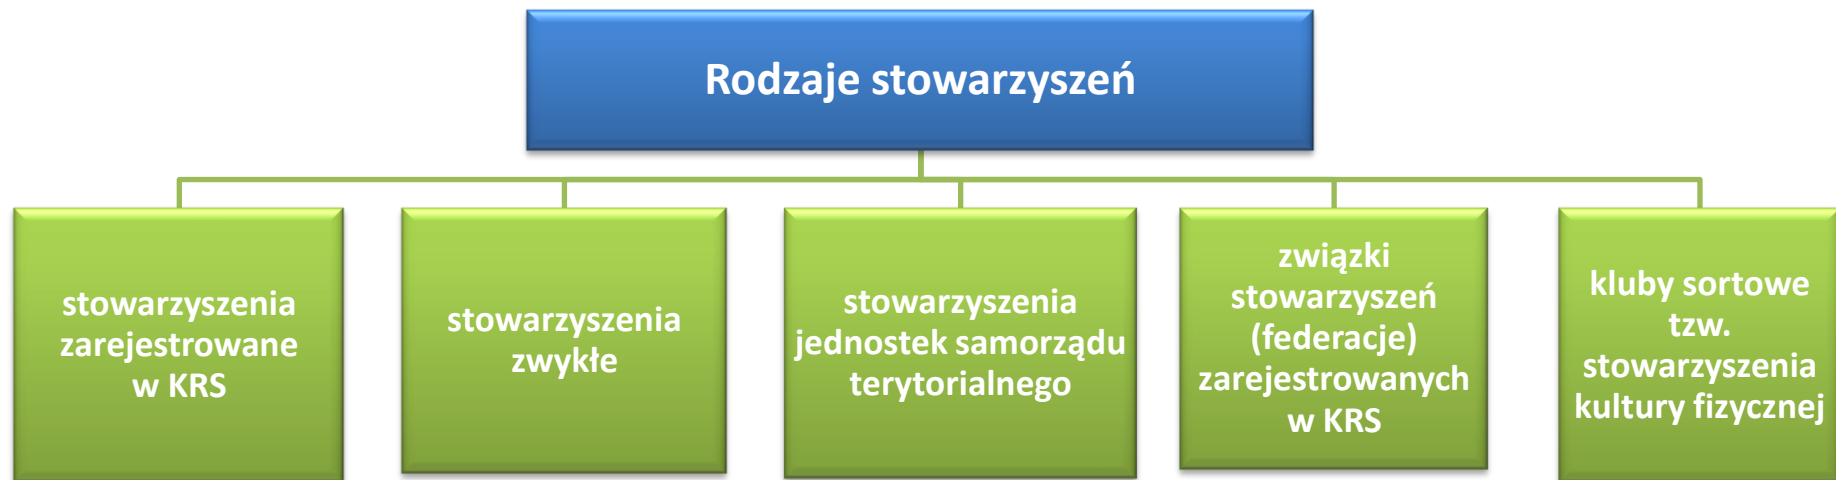 Rodzaje stowarzyszeń
stowarzyszenia
zarejestrowane
w KRS
stowarzyszenia
zwykłe
stowarzyszenia
jednostek samorządu
terytorialnego
związki
stowarzyszeń
(federacje)
zarejestrowanych
w KRS
kluby sortowe
tzw.
stowarzyszenia
kultury fizycznej